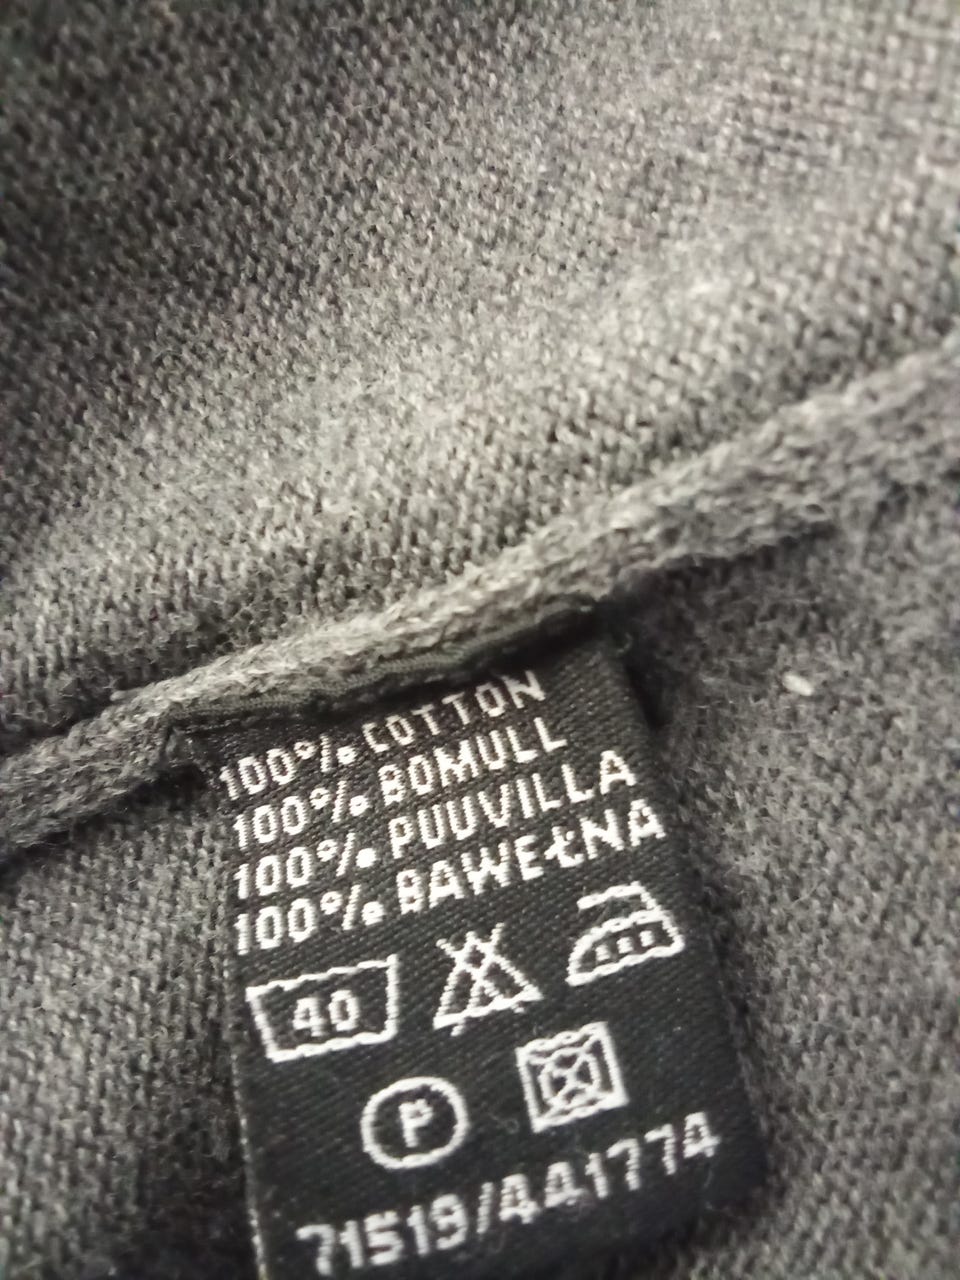 100% COTTON
100% BOMULL
100% PUUVILLA
100% BAWEŁNA
40
P
71519/441774